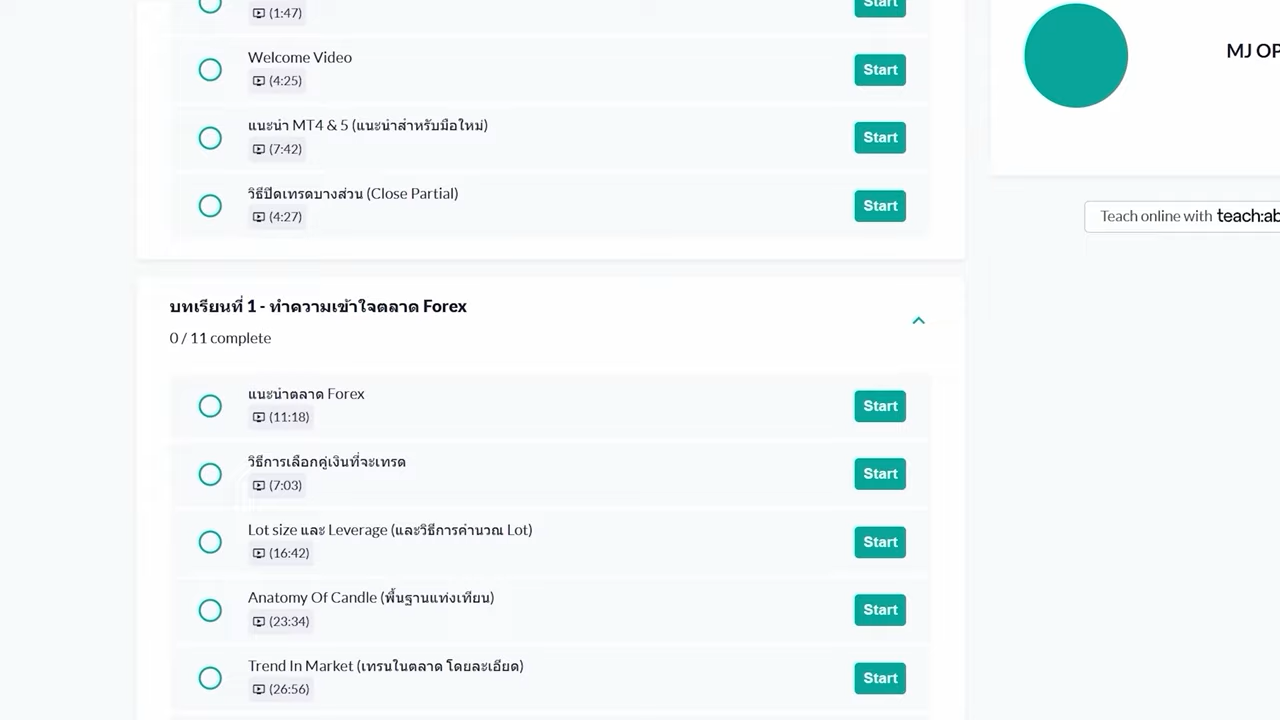 (1:47)
Start
Welcome Video
(4:25)
Start
แนะนำ MT4 & 5 (แนะนำสำหรับมือใหม่)
(7:42)
Start
วิธีปิดเทรดบางส่วน (Close Partial)
(4:27)
Start
MJ OP
Teach online with teach:ab
บทเรียนที่ 1 - ทำความเข้าใจตลาด Forex
0 / 11 complete
แนะนำตลาด Forex
(11:18)
Start
วิธีการเลือกคู่เงินที่จะเทรด
(7:03)
Start
Lot size และ Leverage (และวิธีการคำนวณ Lot)
(16:42)
Start
Anatomy Of Candle (พื้นฐานแท่งเทียน)
(23:34)
Start
Trend In Market (เทรนในตลาด โดยละเอียด)
(26:56)
Start